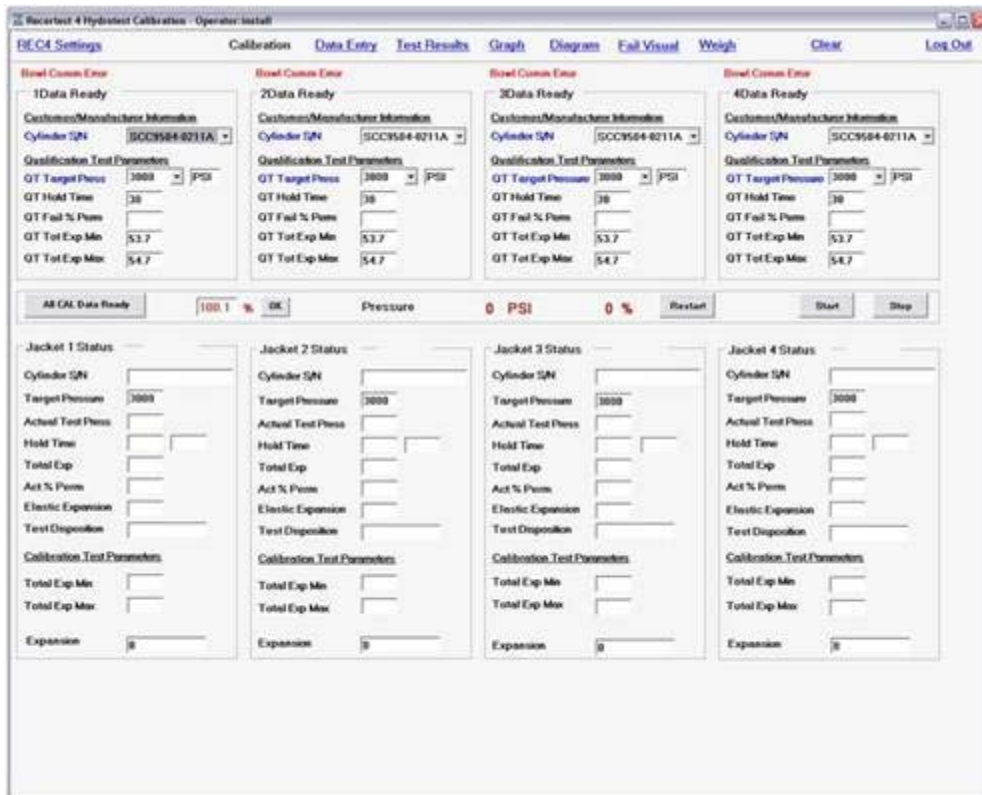 Recertest 4 Hydrotest Calibration - Operator:Install
REC4 Settings Calibration Data Entry Test Results Graph Diagram Fail Visual Weigh Clear Log Out
Bowl Comm Error Bowl Comm Error Bowl Comm Error Bowl Comm Error
1Data Ready 2Data Ready 3Data Ready 4Data Ready
Customer/Manufacturer Information Customer/Manufacturer Information Customer/Manufacturer Information Customer/Manufacturer Information
Cylinder S/N SCC9504-0211A Cylinder S/N SCC9504-0211A Cylinder S/N SCC9504-0211A Cylinder S/N SCC9504-0211A
Qualification Test Parameters Qualification Test Parameters Qualification Test Parameters Qualification Test Parameters
QT Target Press 3000 PSI QT Target Press 3000 PSI QT Target Pressure 3000 PSI QT Target Pressure 3000 PSI
QT Hold Time 30 QT Hold Time 30 QT Hold Time 30 QT Hold Time 30
QT Fail % Perm QT Fail % Perm QT Fail % Perm QT Fail % Perm
QT Tot Exp Min 53.7 QT Tot Exp Min 53.7 QT Tot Exp Min 53.7 QT Tot Exp Min 53.7
QT Tot Exp Max 54.7 QT Tot Exp Max 54.7 QT Tot Exp Max 54.7 QT Tot Exp Max 54.7
All CAL Data Ready 100.1 % OK Pressure 0 PSI 0 % Restart Start Stop
Jacket 1 Status Jacket 2 Status Jacket 3 Status Jacket 4 Status
Cylinder S/N Cylinder S/N Cylinder S/N Cylinder S/N
Target Pressure 3000 Target Pressure 3000 Target Pressure 3000 Target Pressure 3000
Actual Test Press Actual Test Press Actual Test Press Actual Test Press
Hold Time Hold Time Hold Time Hold Time
Total Exp Total Exp Total Exp Total Exp
Act % Perm Act % Perm Act % Perm Act % Perm
Elastic Expansion Elastic Expansion Elastic Expansion Elastic Expansion
Test Disposition Test Disposition Test Disposition Test Disposition
Calibration Test Parameters Calibration Test Parameters Calibration Test Parameters Calibration Test Parameters
Total Exp Min Total Exp Min Total Exp Min Total Exp Min
Total Exp Max Total Exp Max Total Exp Max Total Exp Max
Expansion 0 Expansion 0 Expansion 0 Expansion 0